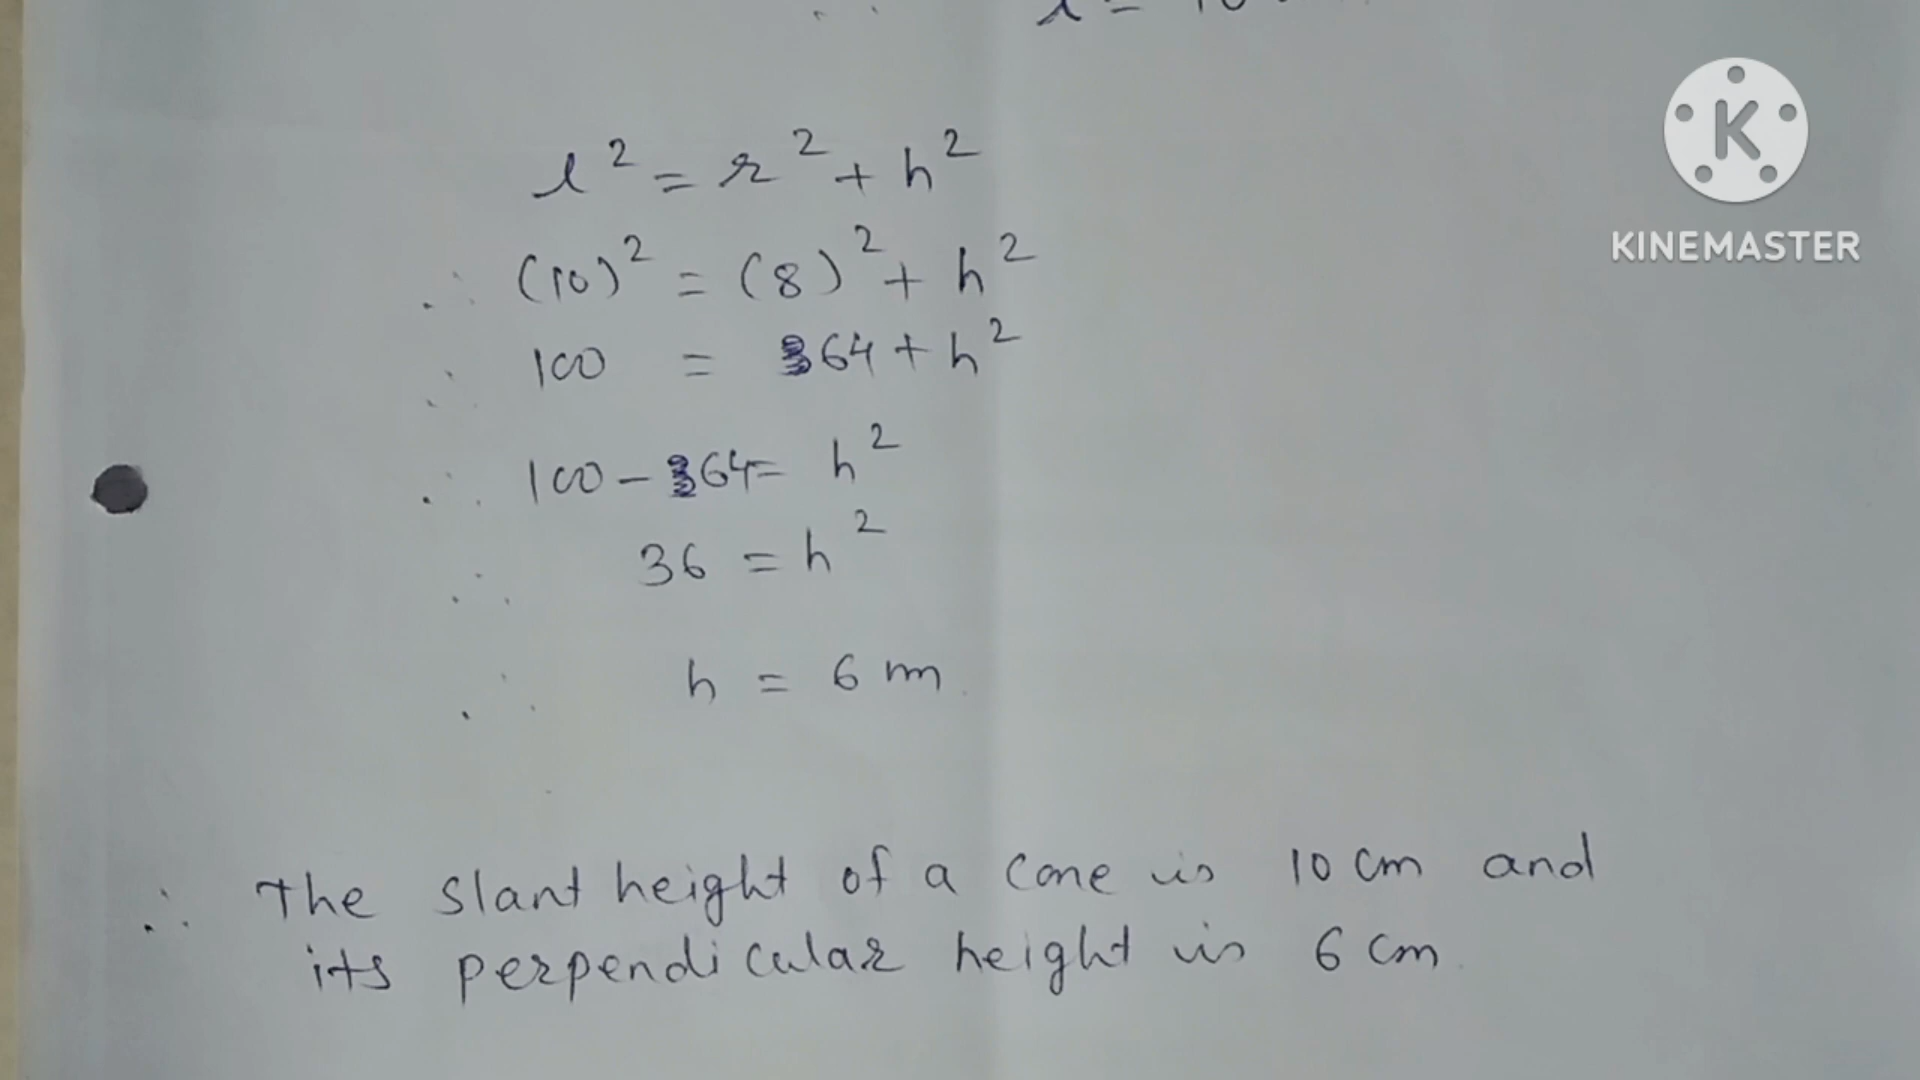 l² = r² + h²
∴ (10)² = (8)² + h²
∴ 100 = 64 + h²
∴ 100 - 64 = h²
∴ 36 = h²
∴ h = 6 m
∴ The slant height of a cone is 10 cm and
its perpendicular height is 6 cm
K
KINEMASTER